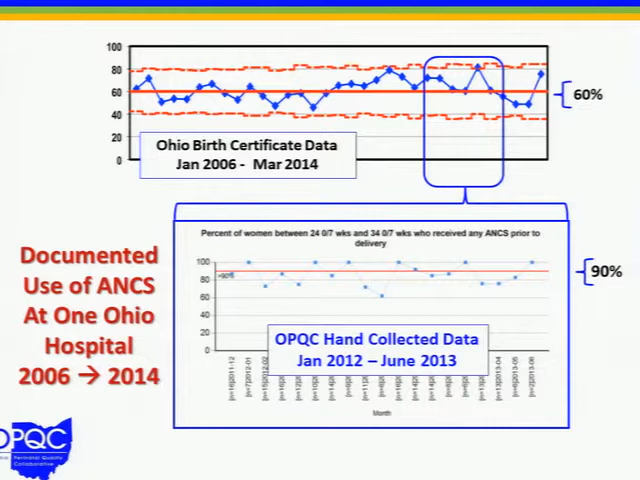 100
80
60
40
20
0
60%
Ohio Birth Certificate Data
Jan 2006 - Mar 2014
Percent of women between 24 0/7 wks and 34 0/7 wks who received any ANCS prior to
delivery
100
80
60
40
20
0
90%
OPQC Hand Collected Data
Jan 2012 – June 2013
Month
Documented
Use of ANCS
At One Ohio
Hospital
2006 → 2014
OPQC
Perinatal Quality
Collaborative